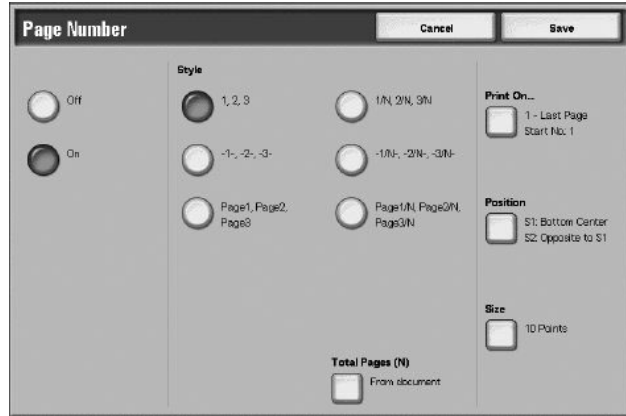 Page Number
Cancel
Save
Off
On
Style
1, 2, 3
-1-, -2-, -3-
Page1, Page2,
Page3
1/N, 2/N, 3/N
-1/N-, -2/N-, -3/N-
Page1/N, Page2/N,
Page3/N
Total Pages (N)
From document
Print On...
1 - Last Page
Start No.: 1
Position
S1: Bottom Center
S2: Opposite to S1
Size
10 Points